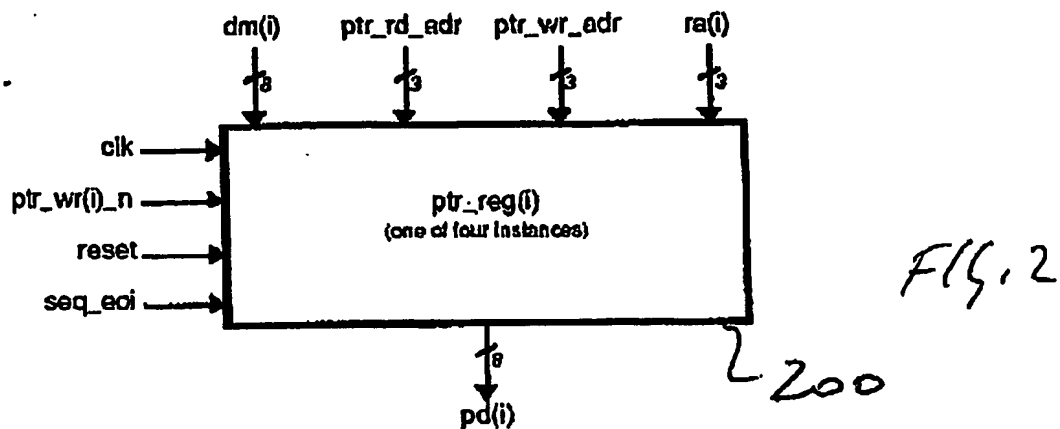 dm(i) ptr_rd_adr ptr_wr_adr ra(i)
8 3 3 3
clk
ptr_wr(i)_n
ptr_reg(i)
(one of four instances)
reset
seq_eoi
FIG. 2
8
200
pd(i)